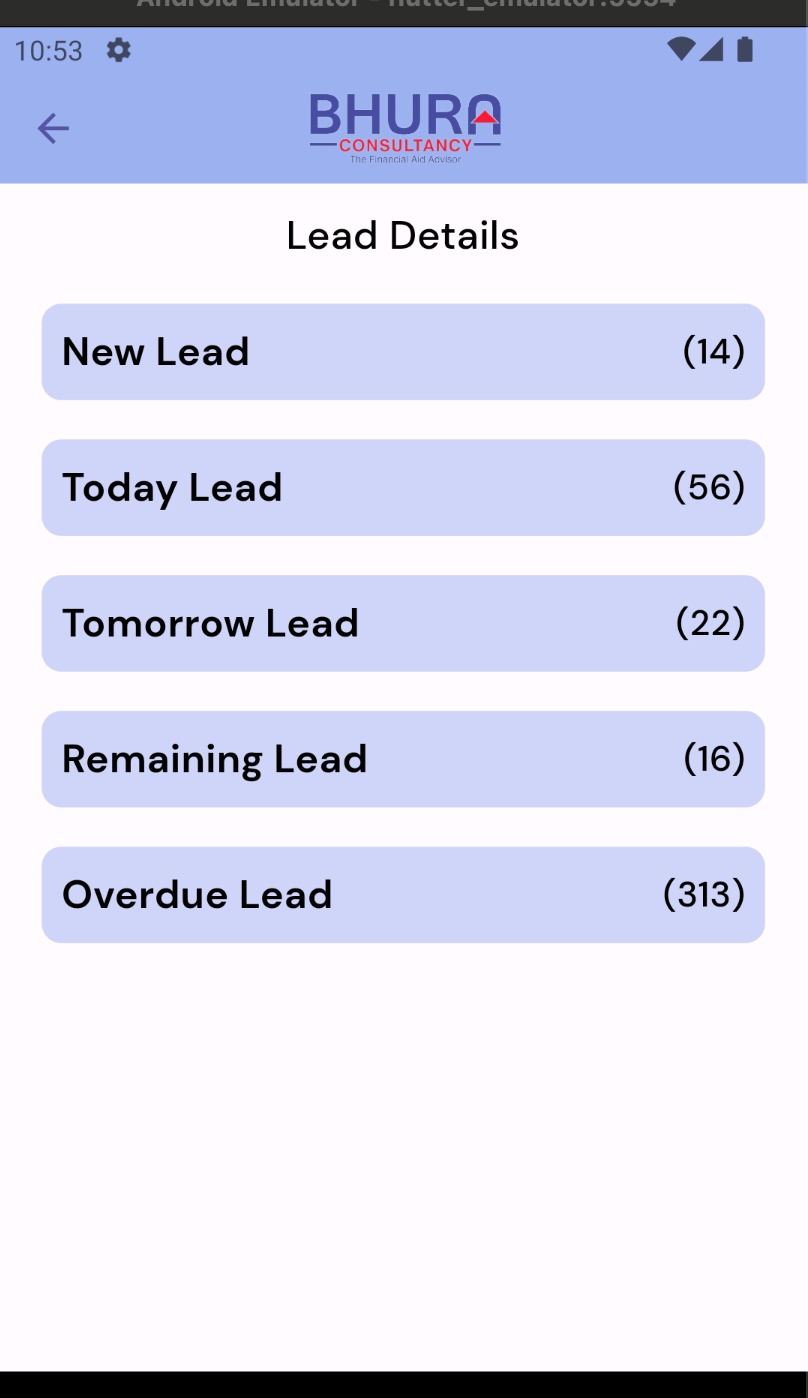 Android Emulator - flutter_emulator:5554
10:53
BHURA
CONSULTANCY
The Financial Aid Advisor
Lead Details
New Lead (14)
Today Lead (56)
Tomorrow Lead (22)
Remaining Lead (16)
Overdue Lead (313)